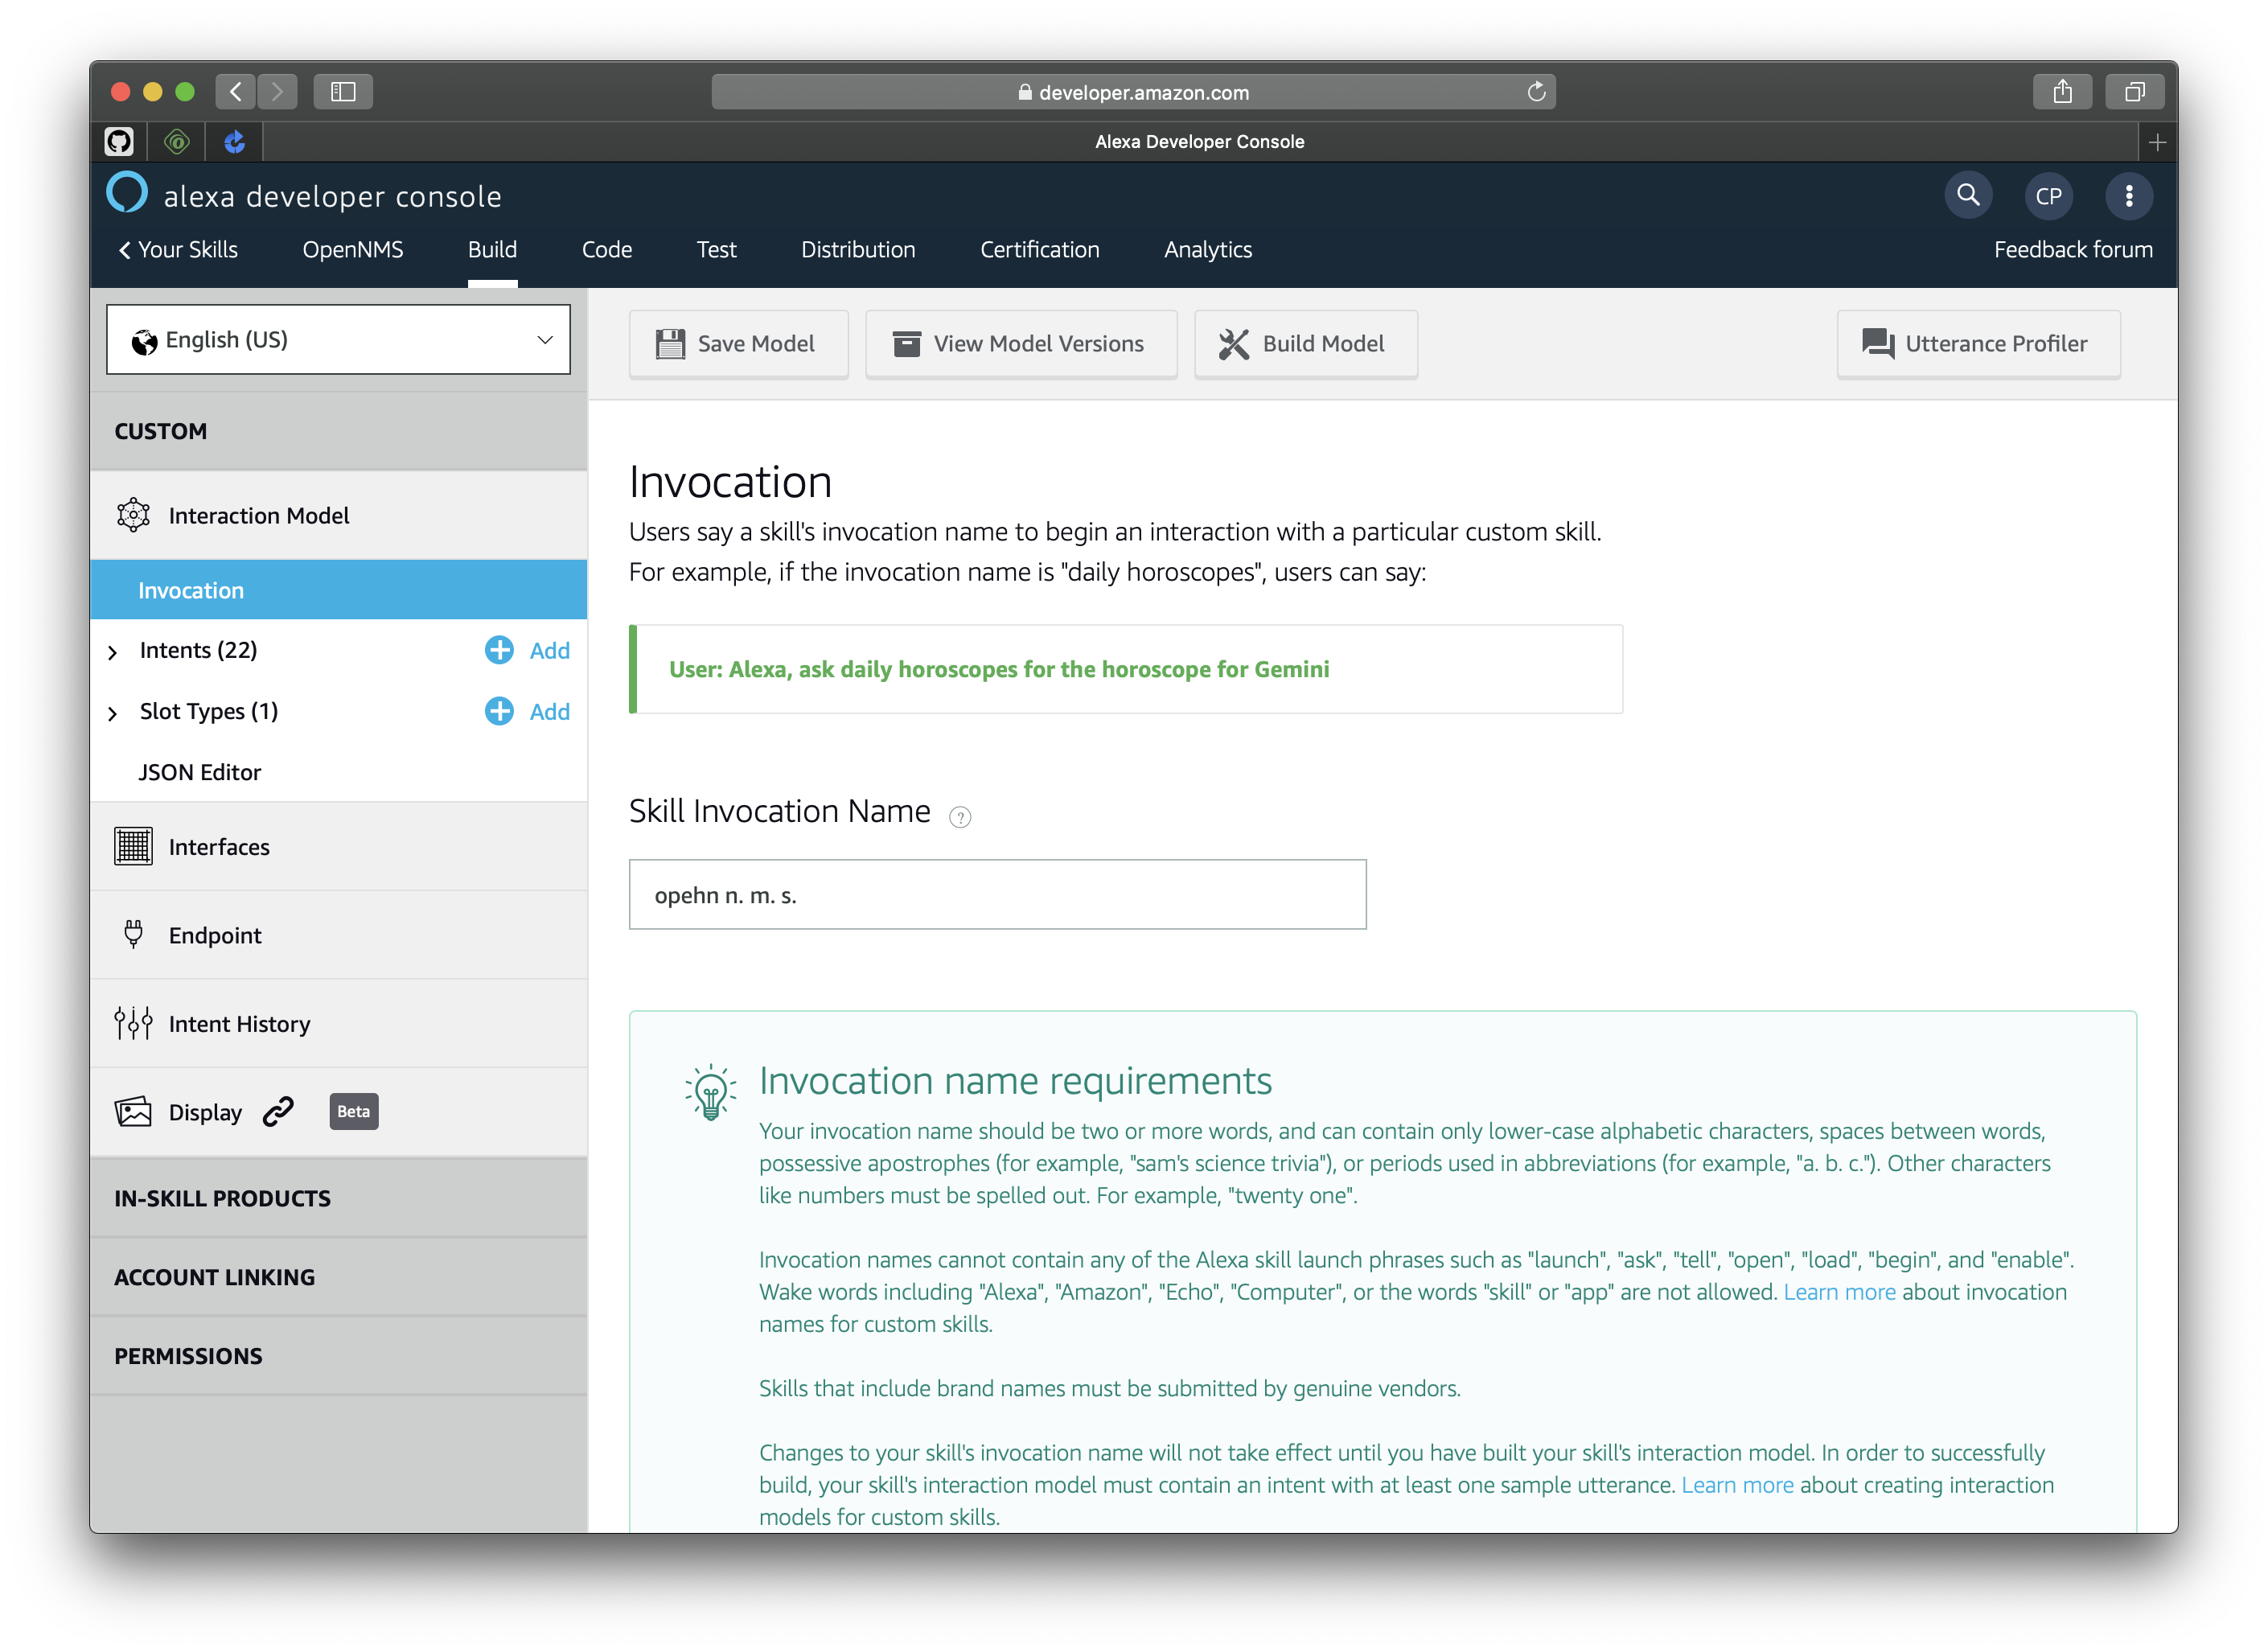 developer.amazon.com
Alexa Developer Console
alexa developer console
CP
Your Skills OpenNMS Build Code Test Distribution Certification Analytics Feedback forum
English (US)
Save Model View Model Versions Build Model Utterance Profiler
CUSTOM
Interaction Model
Invocation
Intents (22) Add
Slot Types (1) Add
JSON Editor
Interfaces
Endpoint
Intent History
Display Beta
IN-SKILL PRODUCTS
ACCOUNT LINKING
PERMISSIONS
Invocation
Users say a skill's invocation name to begin an interaction with a particular custom skill.
For example, if the invocation name is "daily horoscopes", users can say:
User: Alexa, ask daily horoscopes for the horoscope for Gemini
Skill Invocation Name ?
opehn n. m. s.
Invocation name requirements
Your invocation name should be two or more words, and can contain only lower-case alphabetic characters, spaces between words,
possessive apostrophes (for example, "sam's science trivia"), or periods used in abbreviations (for example, "a. b. c."). Other characters
like numbers must be spelled out. For example, "twenty one".
Invocation names cannot contain any of the Alexa skill launch phrases such as "launch", "ask", "tell", "open", "load", "begin", and "enable".
Wake words including "Alexa", "Amazon", "Echo", "Computer", or the words "skill" or "app" are not allowed. Learn more about invocation
names for custom skills.
Skills that include brand names must be submitted by genuine vendors.
Changes to your skill's invocation name will not take effect until you have built your skill's interaction model. In order to successfully
build, your skill's interaction model must contain an intent with at least one sample utterance. Learn more about creating interaction
models for custom skills.